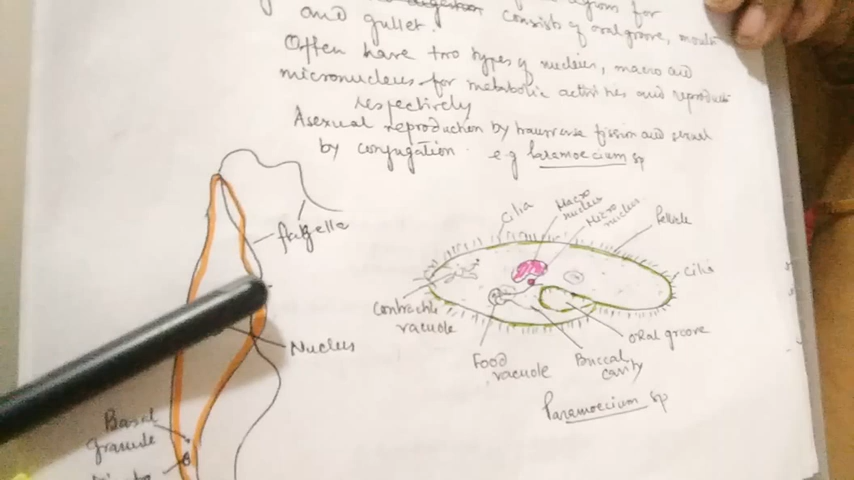 consists of oral groove, mouth
and gullet.
Often have two types of nucleus, macro and
micronucleus for metabolic activities and reproduct
respectively
Asexual reproduction by transverse fission and sexual
by conjugation. e.g Paramoecium sp
flagella
Nucleus
Basal
granule
cilia
Macro
nucleus
Micro
nucleus
Pellicle
cilia
Contractile
vacuole
oral groove
Food
vacuole
Buccal
cavity
Paramoecium sp